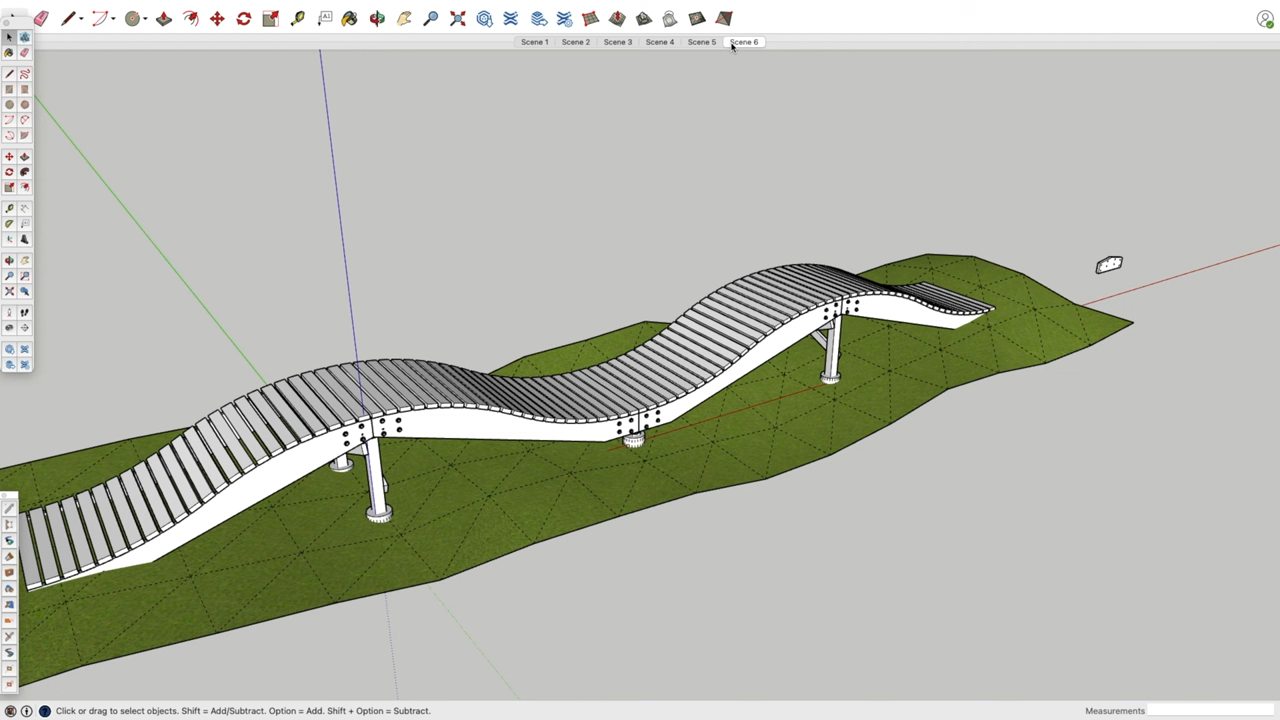 A1
Scene 1 Scene 2 Scene 3 Scene 4 Scene 5 Scene 6
Click or drag to select objects. Shift = Add/Subtract. Option = Add. Shift + Option = Subtract.
Measurements